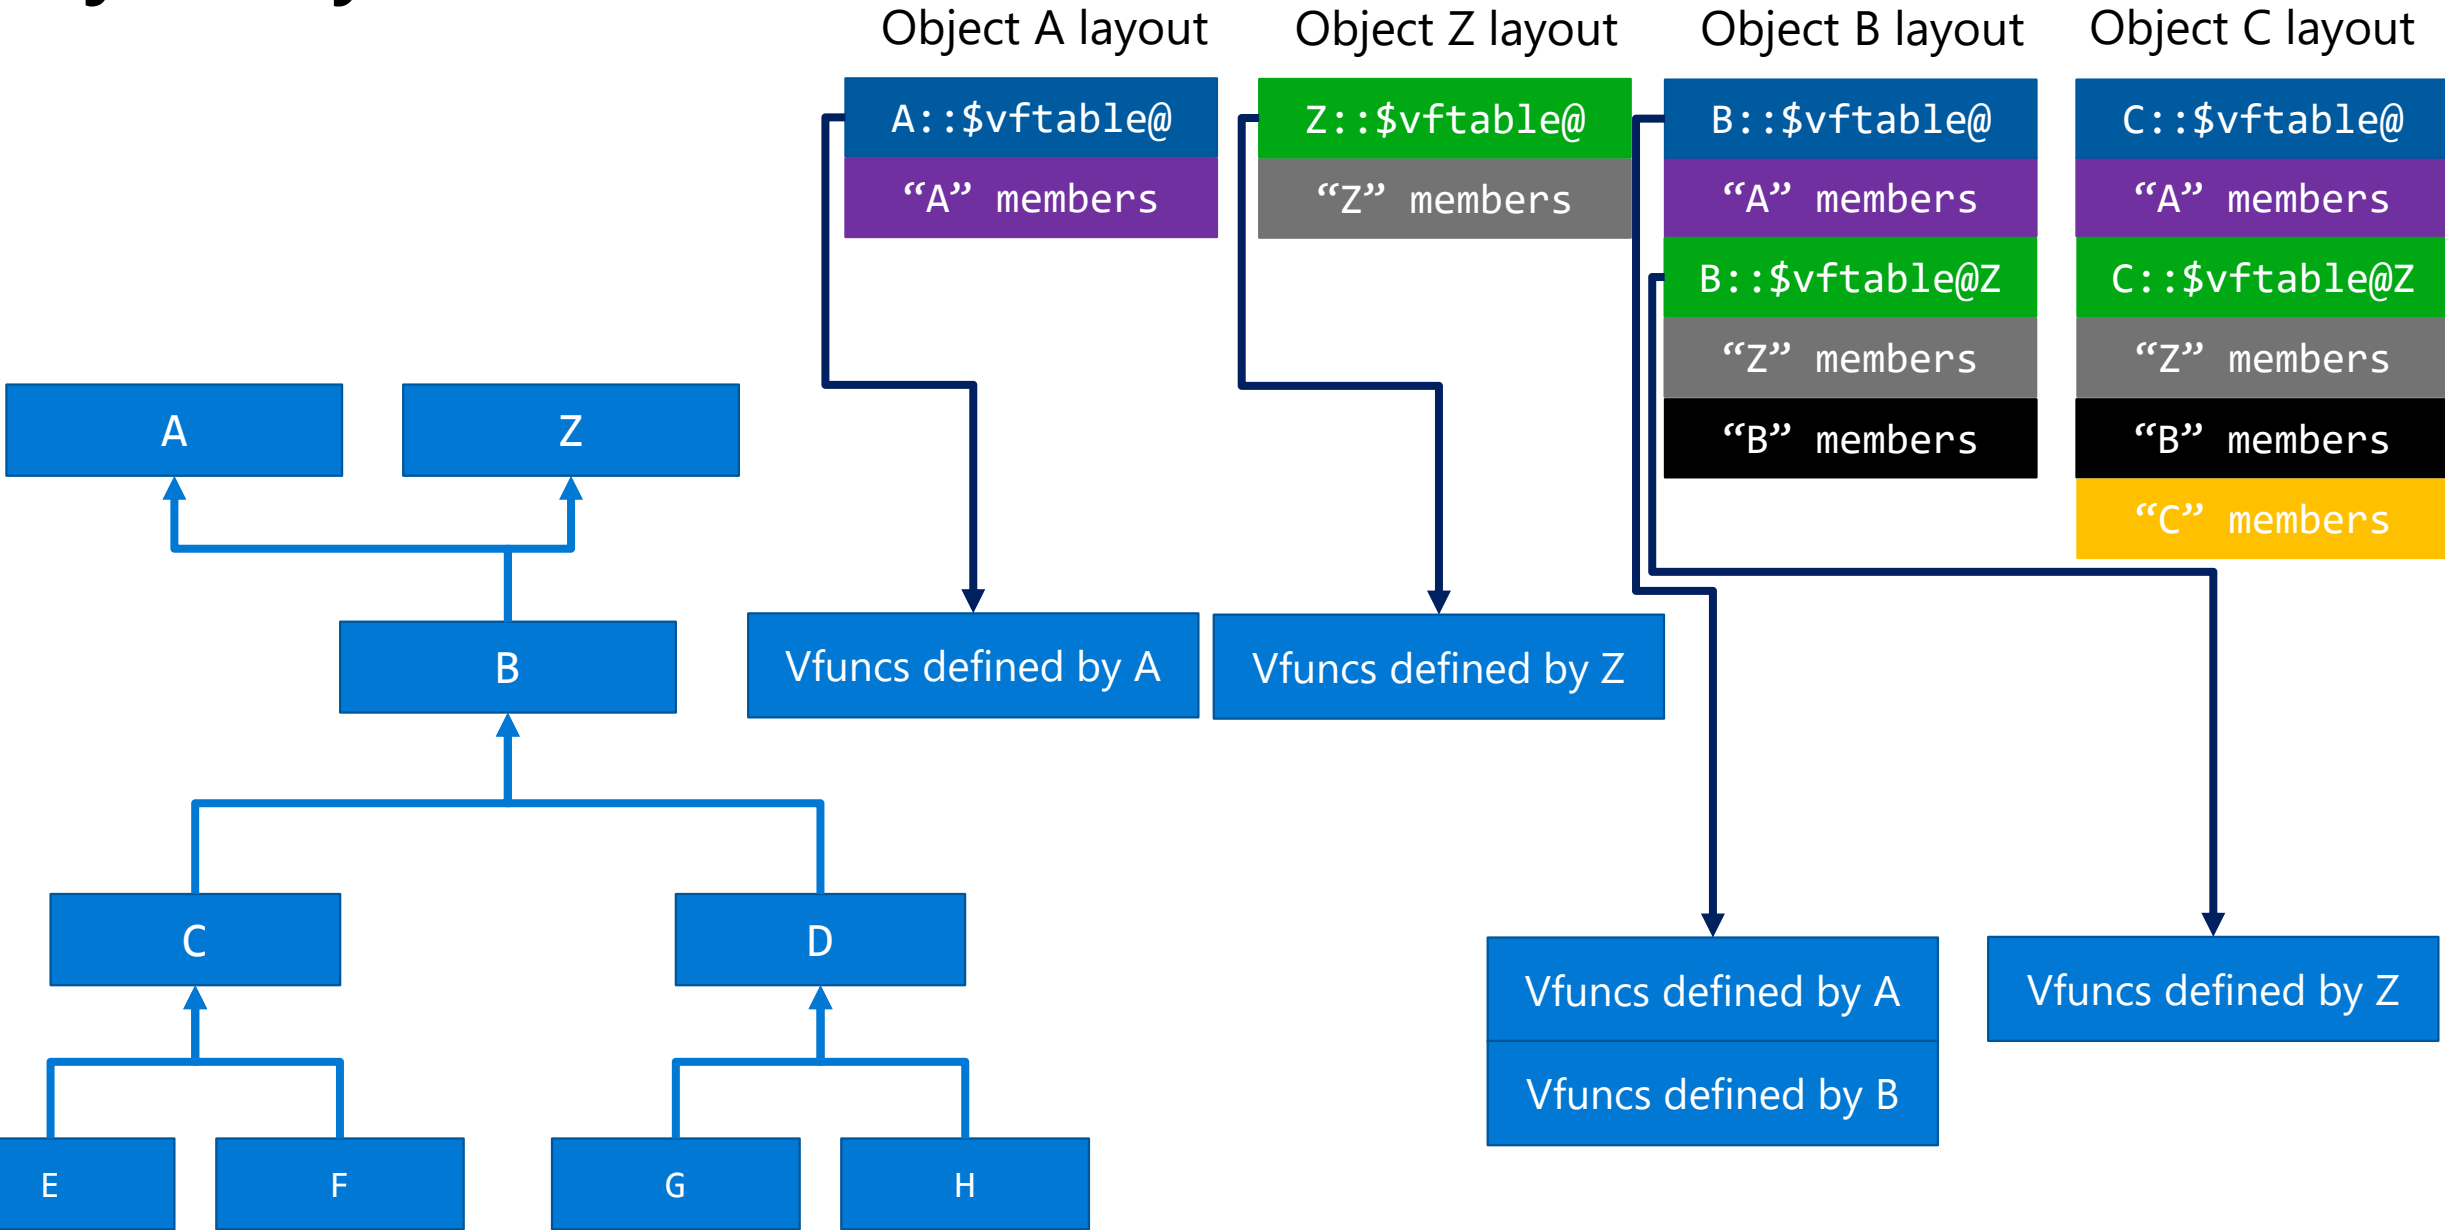 Object A layout
Object Z layout
Object B layout
Object C layout
A::$vftable@
“A” members
Z::$vftable@
“Z” members
B::$vftable@
“A” members
B::$vftable@Z
“Z” members
“B” members
C::$vftable@
“A” members
C::$vftable@Z
“Z” members
“B” members
“C” members
A
Z
B
C
D
E
F
G
H
Vfuncs defined by A
Vfuncs defined by Z
Vfuncs defined by A
Vfuncs defined by B
Vfuncs defined by Z